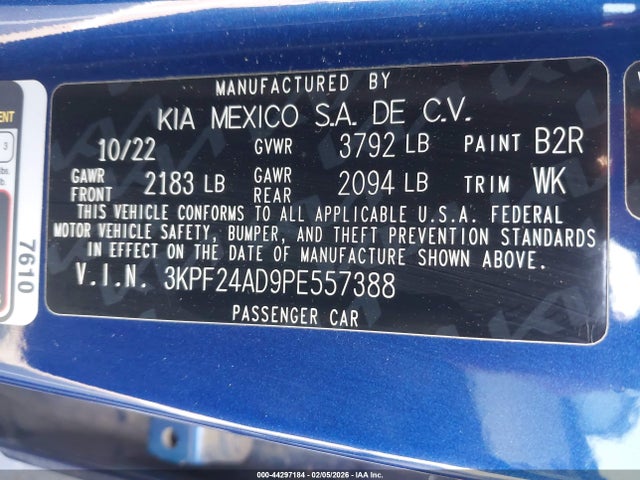 MANUFACTURED BY
KIA MEXICO S.A. DE C.V.
10/22 GVWR 3792 LB PAINT B2R
GAWR FRONT 2183 LB GAWR REAR 2094 LB TRIM WK
THIS VEHICLE CONFORMS TO ALL APPLICABLE U.S.A. FEDERAL
MOTOR VEHICLE SAFETY, BUMPER, AND THEFT PREVENTION STANDARDS
IN EFFECT ON THE DATE OF MANUFACTURE SHOWN ABOVE.
V.I.N. 3KPF24AD9PE557388
PASSENGER CAR
7610
3
000-44297184 - 02/05/2026 - IAA Inc.